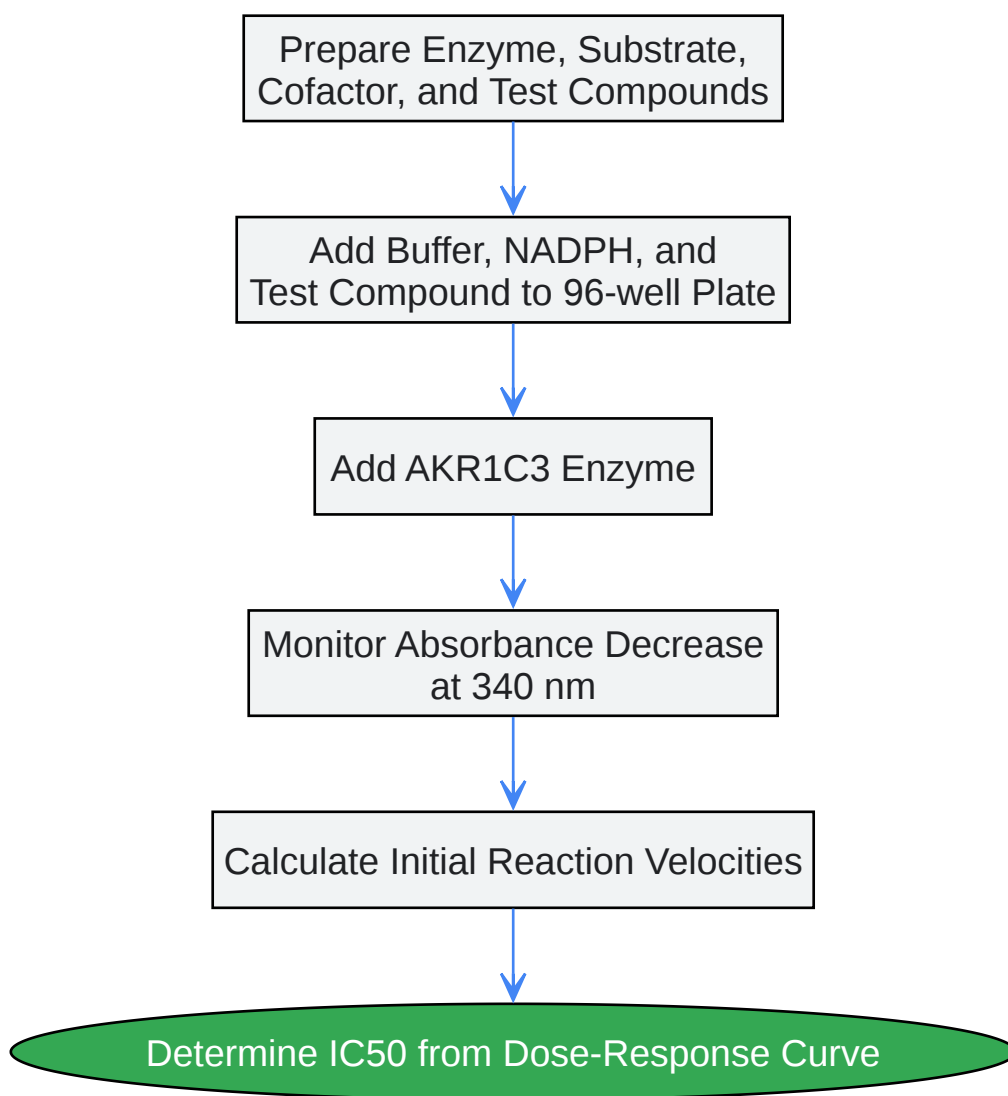 Prepare Enzyme, Substrate,
Cofactor, and Test Compounds
Add Buffer, NADPH, and
Test Compound to 96-well Plate
Add AKR1C3 Enzyme
Monitor Absorbance Decrease
at 340 nm
Calculate Initial Reaction Velocities
Determine IC50 from Dose-Response Curve